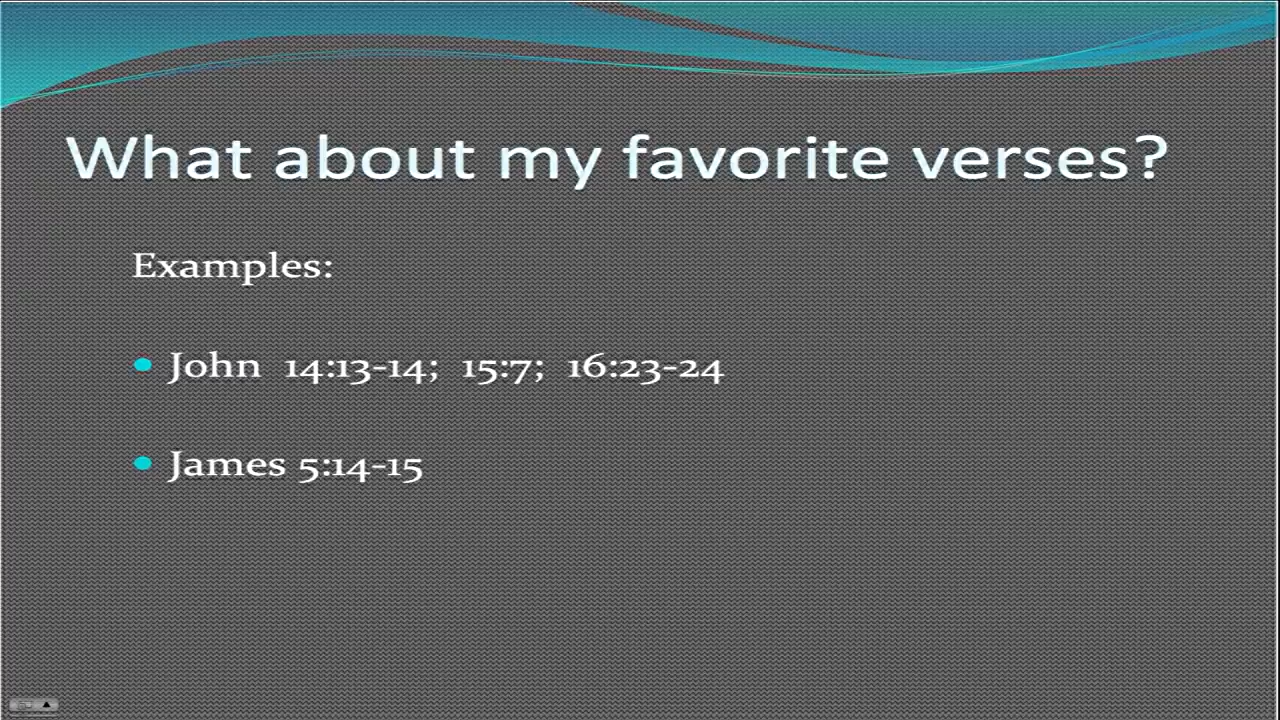 What about my favorite verses?
Examples:
John 14:13-14; 15:7; 16:23-24
James 5:14-15